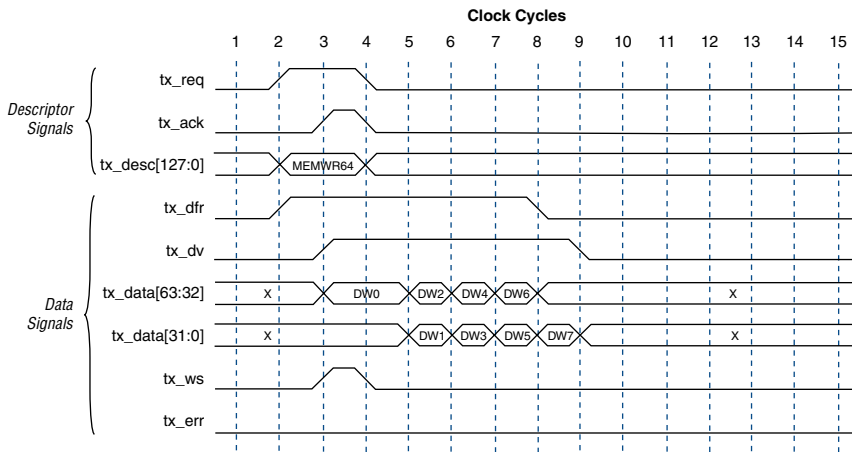 Clock Cycles
1 2 3 4 5 6 7 8 9 10 11 12 13 14 15
tx_req
Descriptor
Signals
tx_ack
tx_desc[127:0] MEMWR64
tx_dfr
tx_dv
tx_data[63:32] X DW0 DW2 DW4 DW6 X
Data
Signals
tx_data[31:0] X DW1 DW3 DW5 DW7 X
tx_ws
tx_err